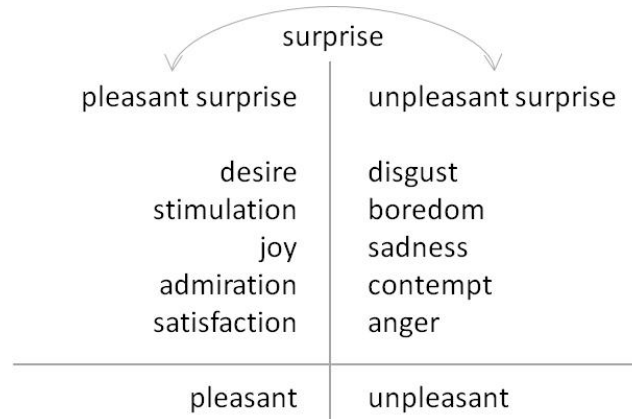 surprise
pleasant surprise unpleasant surprise
desire disgust
stimulation boredom
joy sadness
admiration contempt
satisfaction anger
pleasant unpleasant